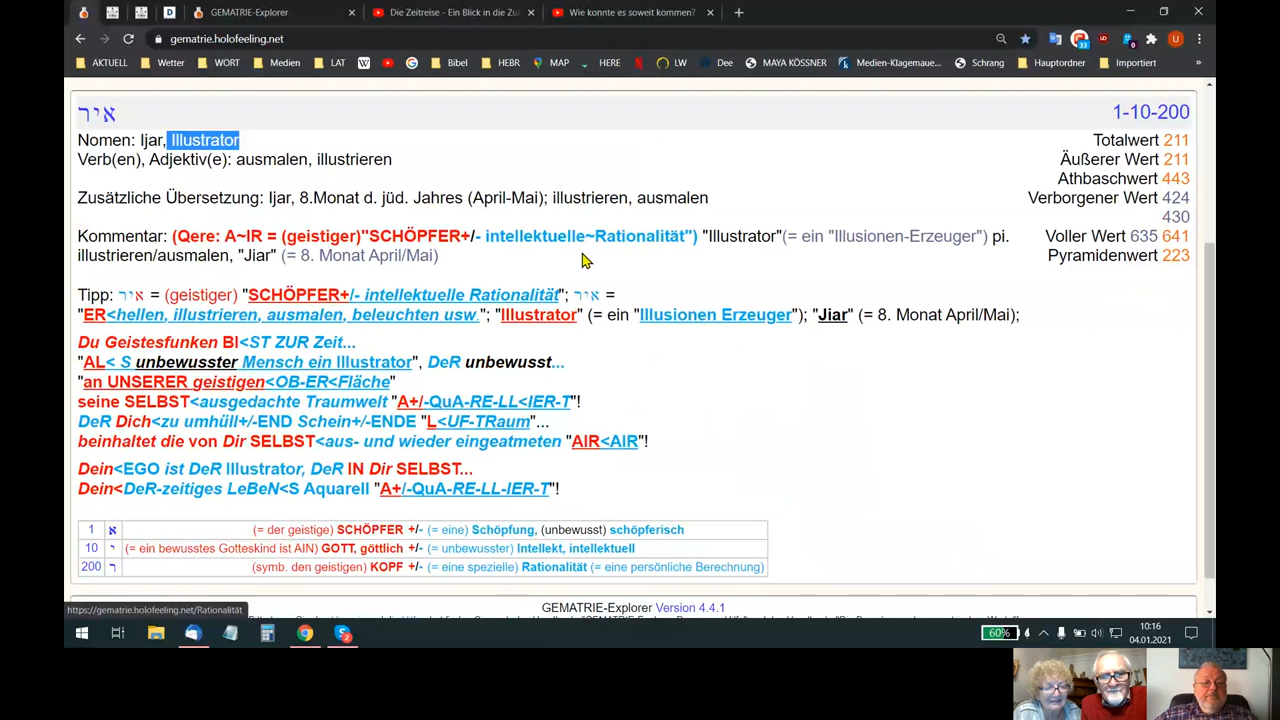 GEMATRIE-Explorer
Die Zeitreise - Ein Blick in die Zu
Wie konnte es soweit kommen?
gematrie.holofeeling.net
AKTUELL Wetter WORT Medien LAT Bibel HEBR MAP HERE LW Dee MAYA KÖSSNER Medien-Klagemaue... Schrang Hauptordner Importiert »
איר 1-10-200
Nomen: Ijar, Illustrator Totalwert 211
Verb(en), Adjektiv(e): ausmalen, illustrieren Äußerer Wert 211
Athbaschwert 443
Zusätzliche Übersetzung: Ijar, 8.Monat d. jüd. Jahres (April-Mai); illustrieren, ausmalen Verborgener Wert 424
430
Kommentar: (Qere: A~IR = (geistiger)"SCHÖPFER+/- intellektuelle~Rationalität") "Illustrator"(= ein "Illusionen-Erzeuger") pi. Voller Wert 635 641
illustrieren/ausmalen, "Jiar" (= 8. Monat April/Mai) Pyramidenwert 223
Tipp: איר = (geistiger) "SCHÖPFER+/- intellektuelle Rationalität"; איר =
"ER<hellen, illustrieren, ausmalen, beleuchten usw."; "Illustrator" (= ein "Illusionen Erzeuger"); "Jiar" (= 8. Monat April/Mai);
Du Geistesfunken BI<ST ZUR Zeit...
"AL< S unbewusster Mensch ein Illustrator", DeR unbewusst...
"an UNSERER geistigen<OB-ER<Fläche"
seine SELBST<ausgedachte Traumwelt "A+/-QuA-RE-LL<IER-T"!
DeR Dich<zu umhüll+/-END Schein+/-ENDE "L<UF-TRaum"...
beinhaltet die von Dir SELBST<aus- und wieder eingeatmeten "AIR<AIR"!
Dein<EGO ist DeR Illustrator, DeR IN Dir SELBST...
Dein<DeR-zeitiges LeBeN<S Aquarell "A+/-QuA-RE-LL-IER-T"!
1 א (= der geistige) SCHÖPFER +/- (= eine) Schöpfung, (unbewusst) schöpferisch
10 י (= ein bewusstes Gotteskind ist AIN) GOTT, göttlich +/- (= unbewusster) Intellekt, intellektuell
200 ר (symb. den geistigen) KOPF +/- (= eine spezielle) Rationalität (= eine persönliche Berechnung)
https://gematrie.holofeeling.net/Rationalität
GEMATRIE-Explorer Version 4.4.1
60%
10:16
04.01.2021